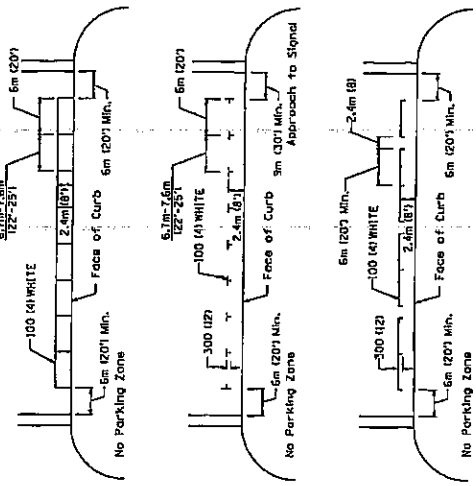 6.7m-7.6m
(22'-25')
6m (20')
100 (4) WHITE
2.4m (8')
Face of Curb
6m (20') Min.
6m (20') Min.
No Parking Zone
6.7m-7.6m
(22'-25')
6m (20')
100 (4) WHITE
300 (12)
2.4m (8')
Face of Curb
9m (30') Min.
Approach to Signal
6m (20') Min.
No Parking Zone
6m (20') Min.
2.4m (8)
100 (4) WHITE
300 (12)
2.4m (8')
Face of Curb
6m (20') Min.
6m (20') Min.
No Parking Zone